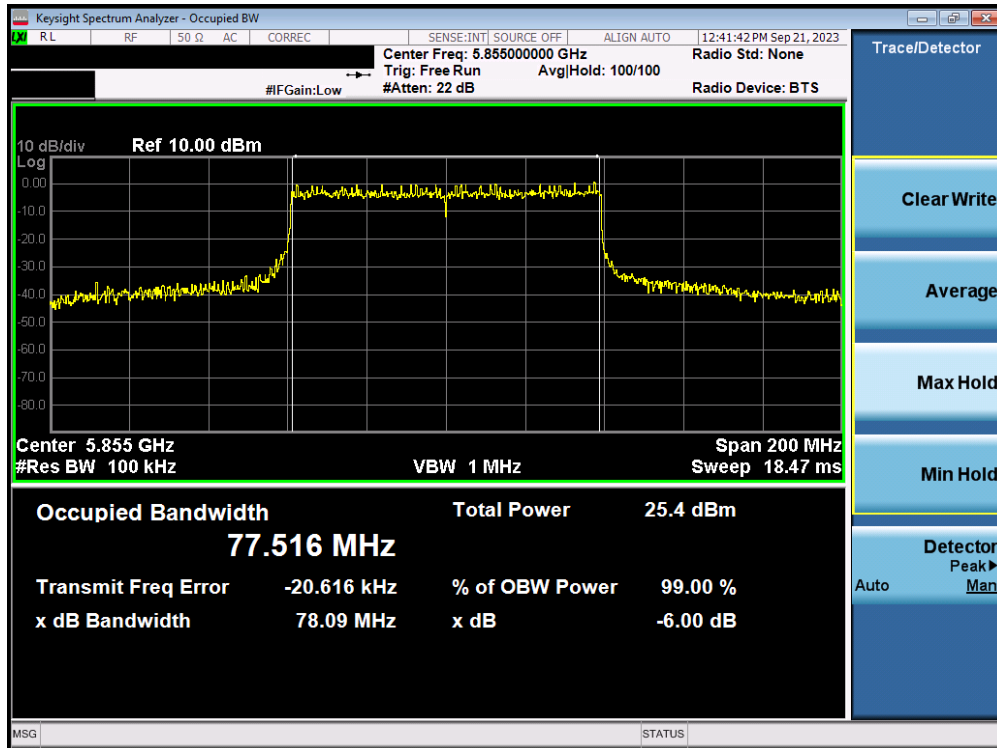 Keysight Spectrum Analyzer - Occupied BW
LXI RL RF 50 Ω AC CORREC SENSE:INT SOURCE OFF ALIGN AUTO 12:41:42 PM Sep 21, 2023
Center Freq: 5.855000000 GHz Radio Std: None
Trig: Free Run Avg|Hold: 100/100
#IFGain:Low #Atten: 22 dB Radio Device: BTS
Trace/Detector
10 dB/div Ref 10.00 dBm
Log
0.00
-10.0
-20.0
-30.0
-40.0
-50.0
-60.0
-70.0
-80.0
Center 5.855 GHz Span 200 MHz
#Res BW 100 kHz VBW 1 MHz Sweep 18.47 ms
Occupied Bandwidth Total Power 25.4 dBm
77.516 MHz
Transmit Freq Error -20.616 kHz % of OBW Power 99.00 %
x dB Bandwidth 78.09 MHz x dB -6.00 dB
Clear Write
Average
Max Hold
Min Hold
Detector
Peak▶
Auto Man
MSG STATUS